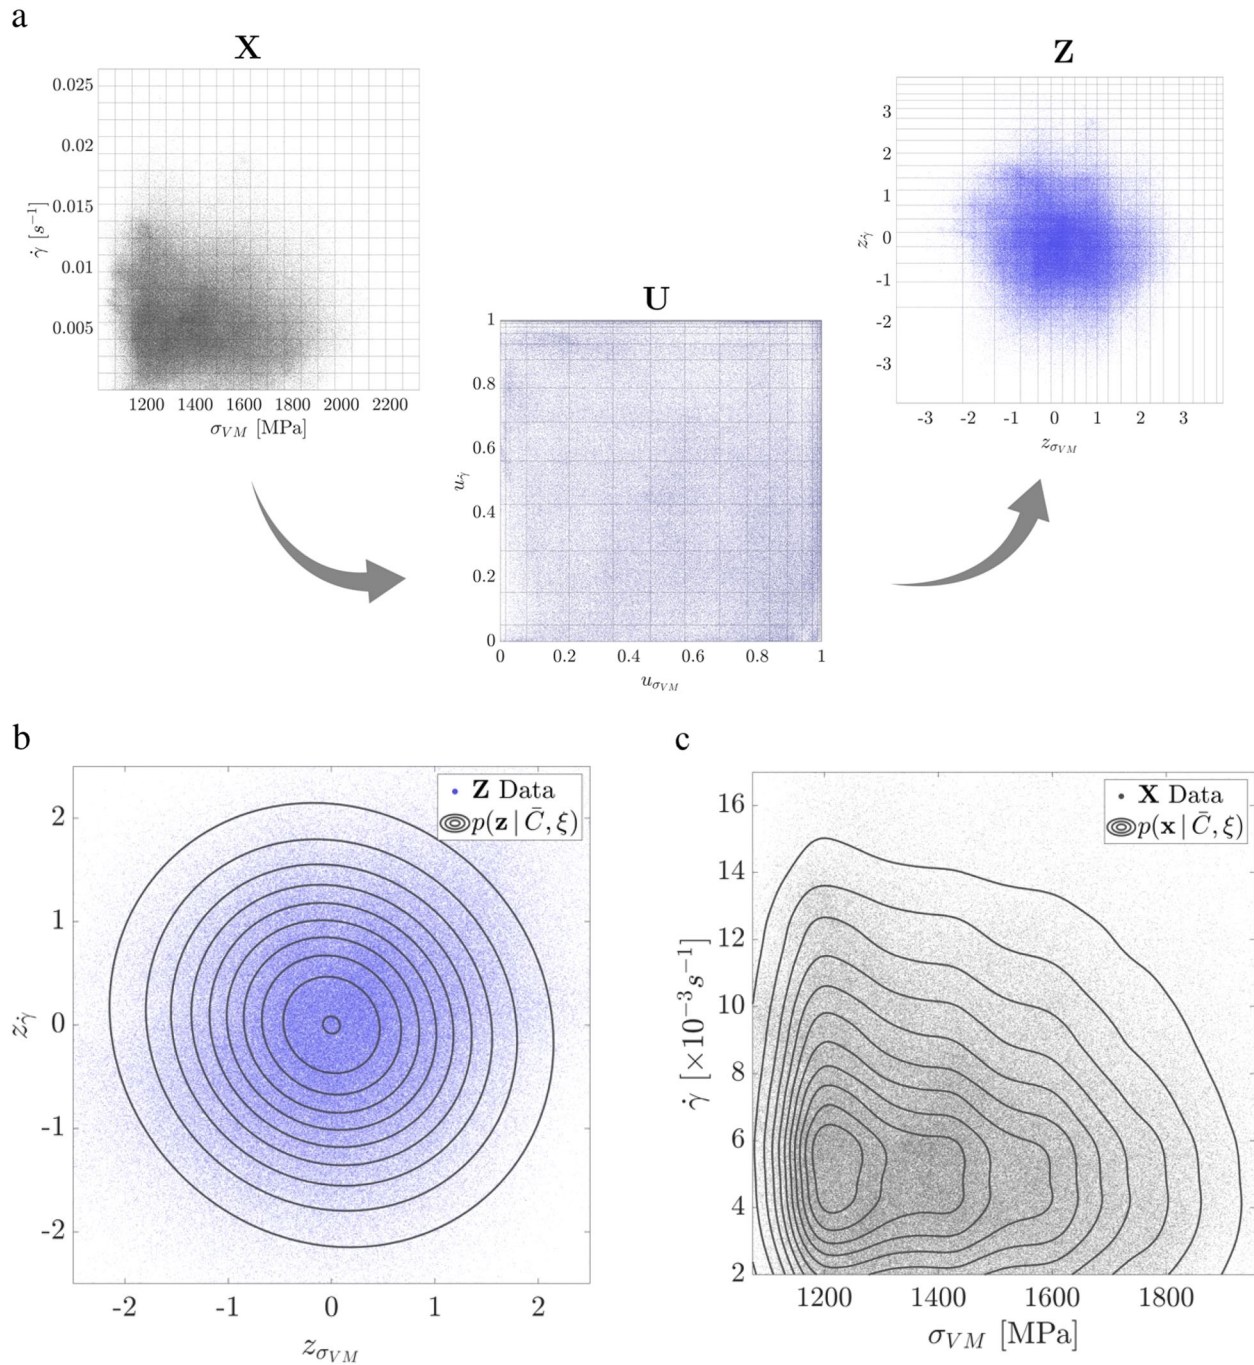 a
X
0.025
0.02
0.015
0.01
0.005
γ̇ [s⁻¹]
1200 1400 1600 1800 2000 2200
σ_VM [MPa]
U
1
0.8
0.6
0.4
0.2
0
u_γ̇
0 0.2 0.4 0.6 0.8 1
u_σ_VM
Z
3
2
1
0
-1
-2
-3
z_γ̇
-3 -2 -1 0 1 2 3
z_σ_VM
b
Z Data
p(z | C̄, ξ)
2
1
0
-1
-2
z_γ̇
-2 -1 0 1 2
z_σ_VM
c
X Data
p(x | C̄, ξ)
16
14
12
10
8
6
4
2
γ̇ [×10⁻³s⁻¹]
1200 1400 1600 1800
σ_VM [MPa]